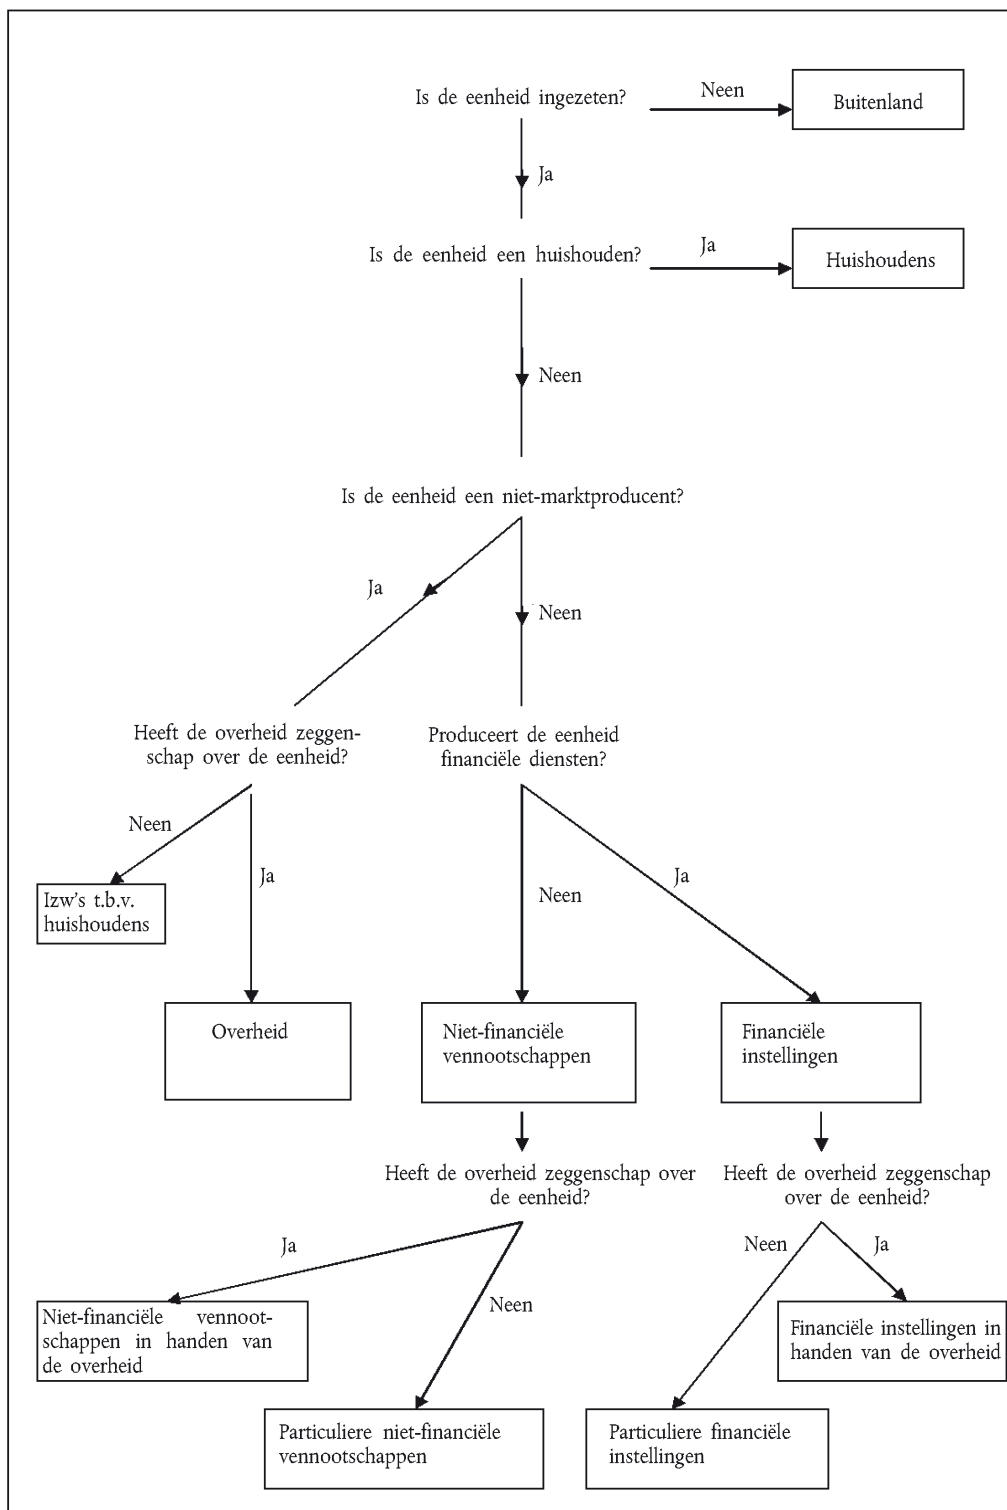 Is de eenheid ingezeten?
Neen
Buitenland
Ja
Is de eenheid een huishouden?
Ja
Huishoudens
Neen
Is de eenheid een niet-marktproducent?
Ja
Neen
Heeft de overheid zeggen-
schap over de eenheid?
Produceert de eenheid
financiële diensten?
Neen
Ja
Neen
Ja
Izw's t.b.v.
huishoudens
Overheid
Niet-financiële
vennootschappen
Financiële
instellingen
Heeft de overheid zeggenschap over
de eenheid?
Heeft de overheid zeggenschap
over de eenheid?
Ja
Neen
Neen
Ja
Niet-financiële vennoot-
schappen in handen van
de overheid
Financiële instellingen in
handen van de overheid
Particuliere niet-financiële
vennootschappen
Particuliere financiële
instellingen